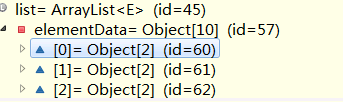 list= ArrayList<E> (id=45)
elementData= Object[10] (id=57)
[0]= Object[2] (id=60)
[1]= Object[2] (id=61)
[2]= Object[2] (id=62)